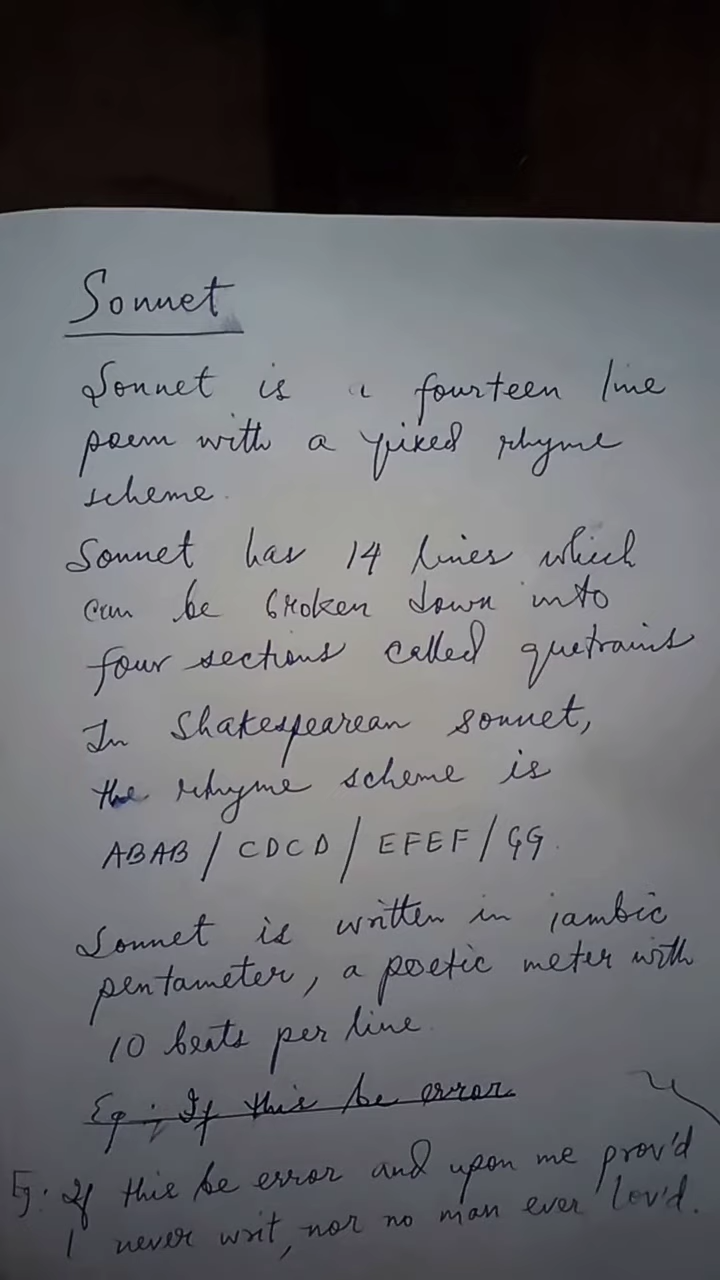 Sonnet
Sonnet is a fourteen line
poem with a fixed rhyme
scheme.
Sonnet has 14 lines which
can be broken down into
four sections called quetrains
In Shakespearean sonnet,
the rhyme scheme is
ABAB / CDCD / EFEF / GG.
Sonnet is written in iambic
pentameter, a poetic meter with
10 beats per line.
Eg: If this be error
Eg: If this be error and upon me prov'd
I never writ, nor no man ever lov'd.